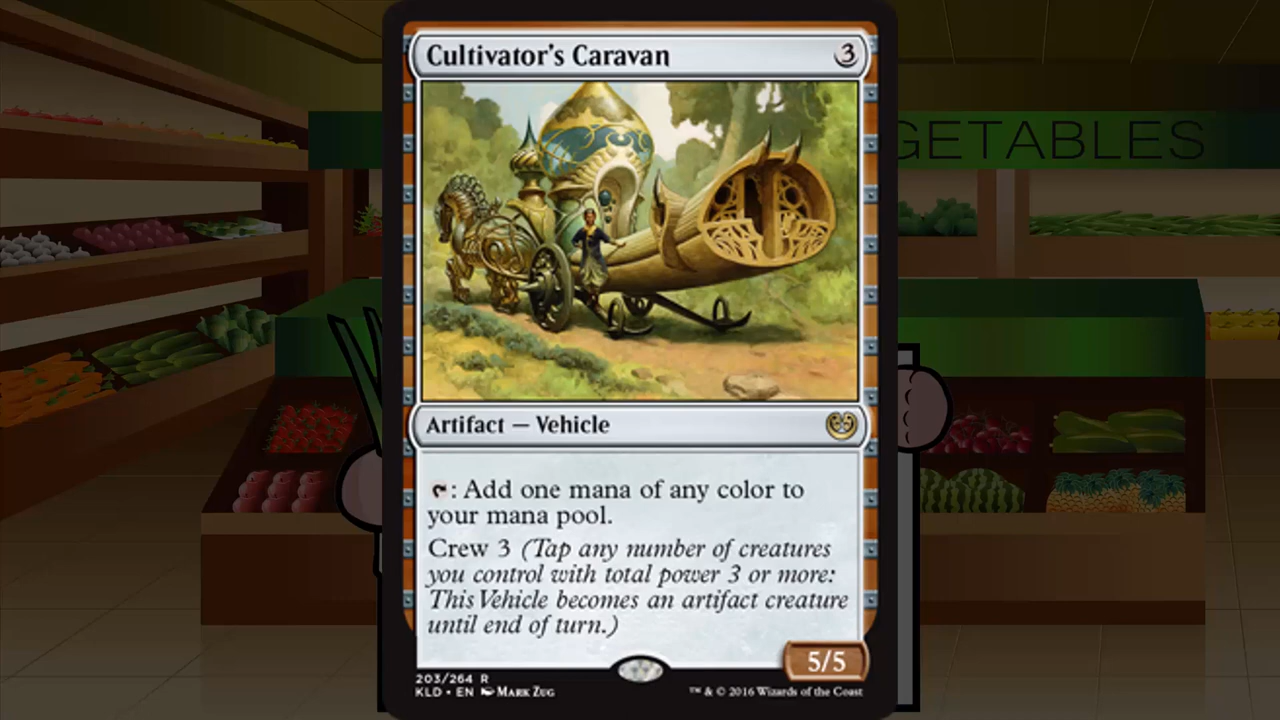 Cultivator's Caravan 3
GETABLES
Artifact — Vehicle
: Add one mana of any color to
your mana pool.
Crew 3 (Tap any number of creatures
you control with total power 3 or more:
This Vehicle becomes an artifact creature
until end of turn.)
5/5
203/264 R
KLD • EN Mark Zug
™ & © 2016 Wizards of the Coast